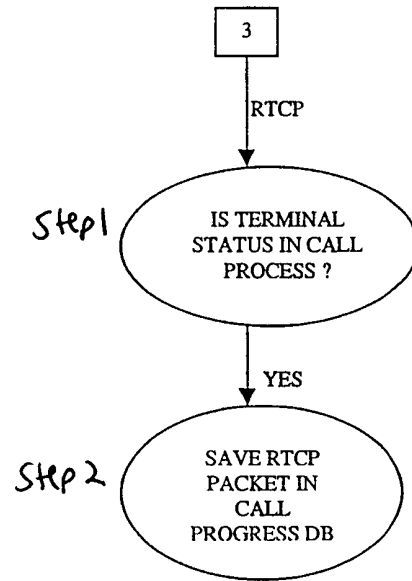 3
RTCP
Step1
IS TERMINAL
STATUS IN CALL
PROCESS ?
YES
Step 2
SAVE RTCP
PACKET IN
CALL
PROGRESS DB